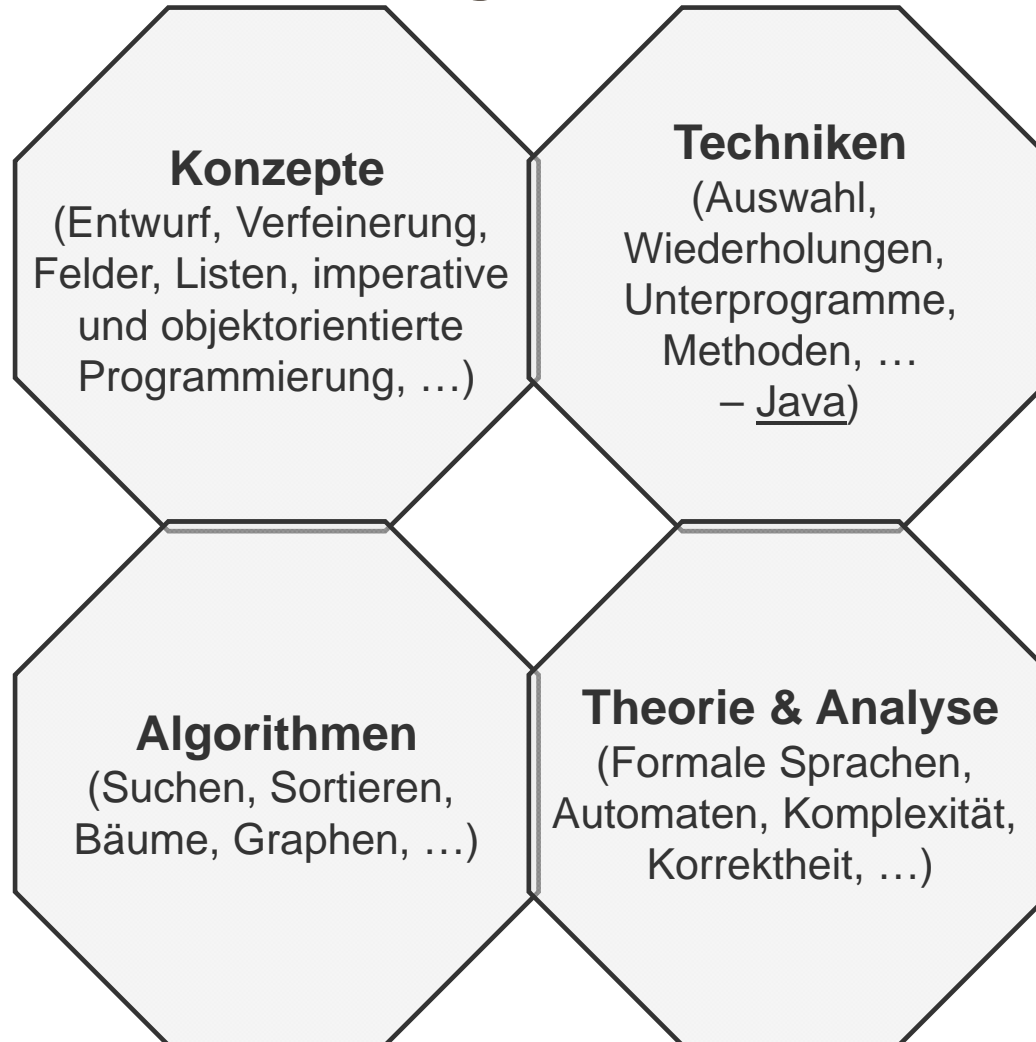 Konzepte
(Entwurf, Verfeinerung,
Felder, Listen, imperative
und objektorientierte
Programmierung, …)
Techniken
(Auswahl,
Wiederholungen,
Unterprogramme,
Methoden, …
– Java)
Algorithmen
(Suchen, Sortieren,
Bäume, Graphen, …)
Theorie & Analyse
(Formale Sprachen,
Automaten, Komplexität,
Korrektheit, …)